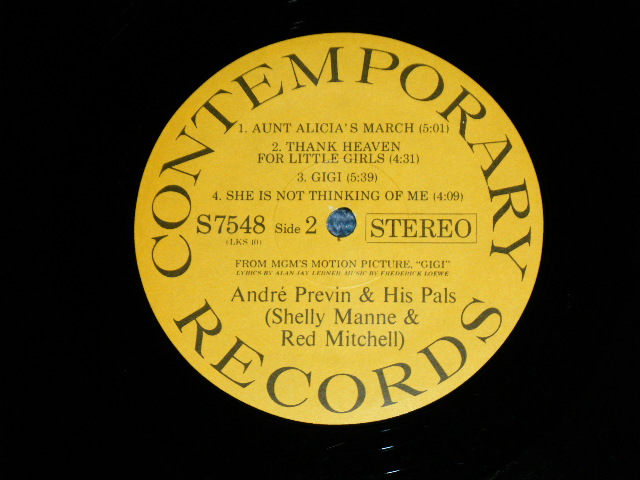 CONTEMPORARY
1. AUNT ALICIA'S MARCH (5:01)
2. THANK HEAVEN
FOR LITTLE GIRLS (4:31)
3. GIGI (5:39)
4. SHE IS NOT THINKING OF ME (4:09)
S7548 Side 2 STEREO
(LKS 10)
FROM MGM'S MOTION PICTURE, "GIGI"
LYRICS BY ALAN JAY LERNER MUSIC BY FREDERICK LOEWE
André Previn & His Pals
(Shelly Manne &
Red Mitchell)
RECORDS